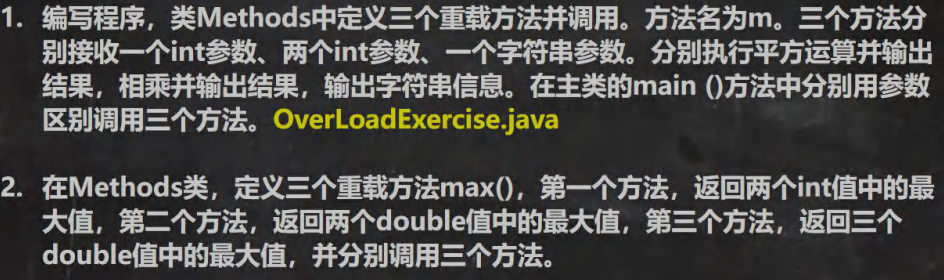 1. 编写程序，类Methods中定义三个重载方法并调用。方法名为m。三个方法分
别接收一个int参数、两个int参数、一个字符串参数。分别执行平方运算并输出
结果，相乘并输出结果，输出字符串信息。在主类的main ()方法中分别用参数
区别调用三个方法。OverLoadExercise.java
2. 在Methods类，定义三个重载方法max()，第一个方法，返回两个int值中的最
大值，第二个方法，返回两个double值中的最大值，第三个方法，返回三个
double值中的最大值，并分别调用三个方法。